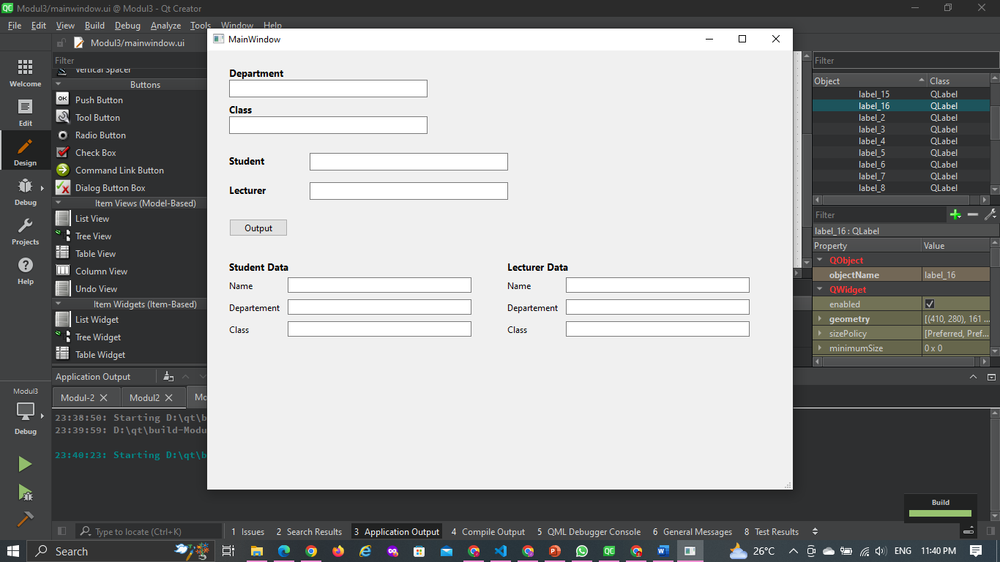 Modul3/mainwindow.ui @ Modul3 - Qt Creator
File Edit View Build Debug Analyze Tools Window Help
Modul3/mainwindow.ui
Welcome
Edit
Design
Debug
Projects
Help
Modul3
Debug
Filter
Vertical Spacer
Buttons
Push Button
Tool Button
Radio Button
Check Box
Command Link Button
Dialog Button Box
Item Views (Model-Based)
List View
Tree View
Table View
Column View
Undo View
Item Widgets (Item-Based)
List Widget
Tree Widget
Table Widget
MainWindow
Department
Class
Student
Lecturer
Output
Student Data
Name
Departement
Class
Lecturer Data
Name
Departement
Class
Filter
Object Class
label_15 QLabel
label_16 QLabel
label_2 QLabel
label_3 QLabel
label_4 QLabel
label_5 QLabel
label_6 QLabel
label_7 QLabel
label_8 QLabel
Filter
label_16 : QLabel
Property Value
QObject
objectName label_16
QWidget
enabled
geometry [(410, 280), 161 ...
sizePolicy [Preferred, Pref...
minimumSize 0 x 0
Application Output
Modul-2 Modul2 Mo
23:38:50: Starting D:\qt\b
23:39:59: D:\qt\build-Modu
23:40:23: Starting D:\qt\b
Build
Type to locate (Ctrl+K) 1 Issues 2 Search Results 3 Application Output 4 Compile Output 5 QML Debugger Console 6 General Messages 8 Test Results
Search 26°C ENG 11:40 PM